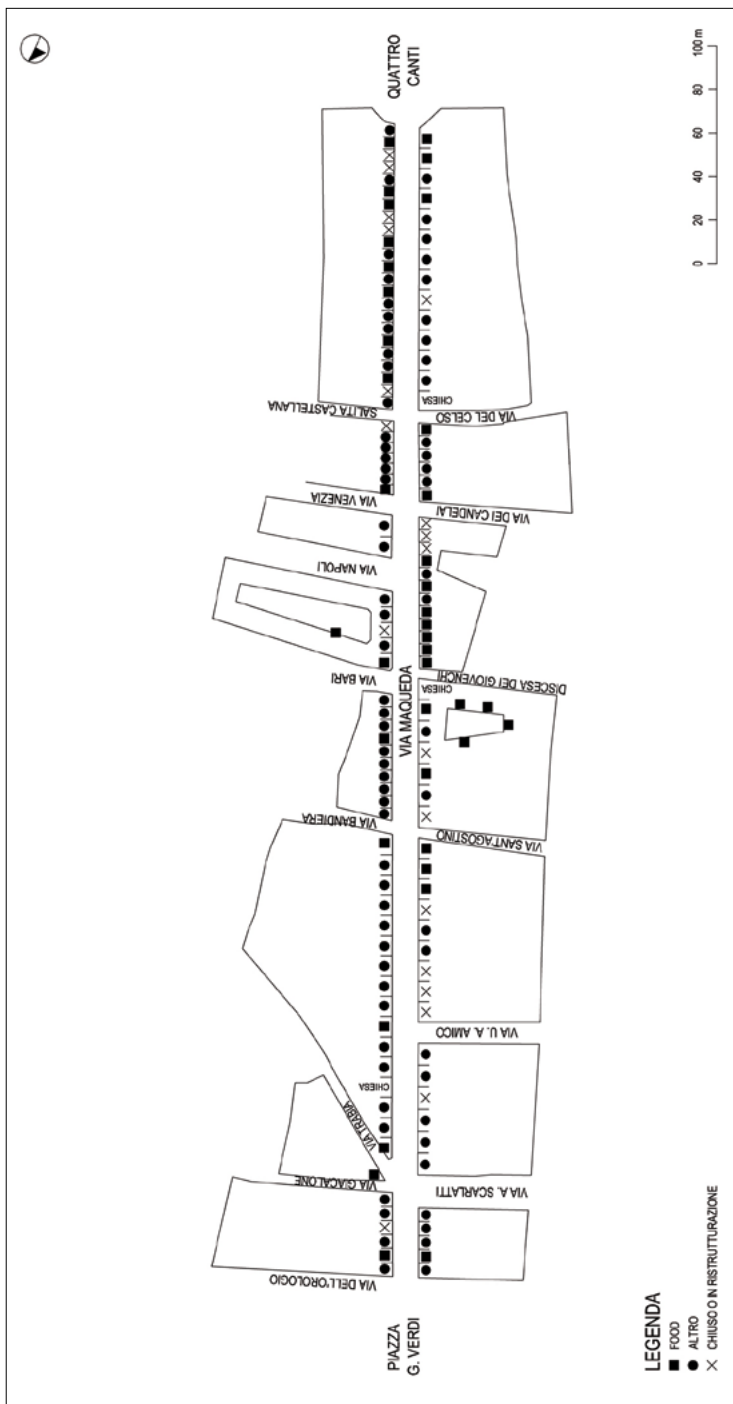 QUATTRO
CANTI
SALITA CASTELLANA
VIA VENEZIA
VIA NAPOLI
VIA BARI
VIA BANDIERA
CHIESA
VIA TRABIA
VIA GIACALONE
VIA DELL'OROLOGIO
VIA MAQUEDA
PIAZZA
G. VERDI
CHIESA
VIA DEL CELSO
VIA DEI CANDELAI
DISCESA DEI GIOVENCHI
CHIESA
VIA SANT'AGOSTINO
VIA U. A. AMICO
VIA A. SCARLATTI
0 20 40 60 80 100 m
LEGENDA
FOOD
ALTRO
CHIUSO O IN RISTRUTTURAZIONE